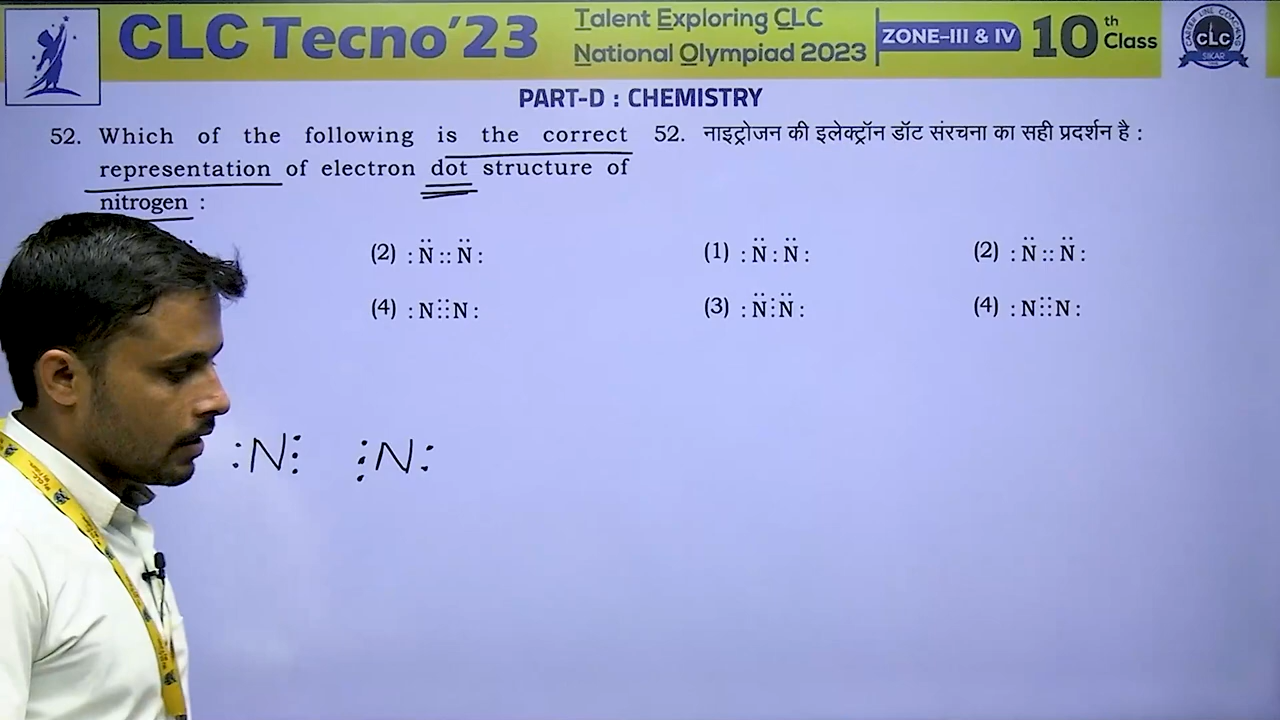 CLC Tecno'23
Talent Exploring CLC
National Olympiad 2023
ZONE–III & IV
10th Class
CLC
SIKAR
PART-D : CHEMISTRY
52. Which of the following is the correct
representation of electron dot structure of
nitrogen :
(2) :N̈::N̈:
(4) :N⋮⋮N:
52. नाइट्रोजन की इलेक्ट्रॉन डॉट संरचना का सही प्रदर्शन है :
(1) :N̈:N̈: (2) :N̈::N̈:
(3) :N̈⋮N̈: (4) :N⋮⋮N:
:N⋮ ⋮N: